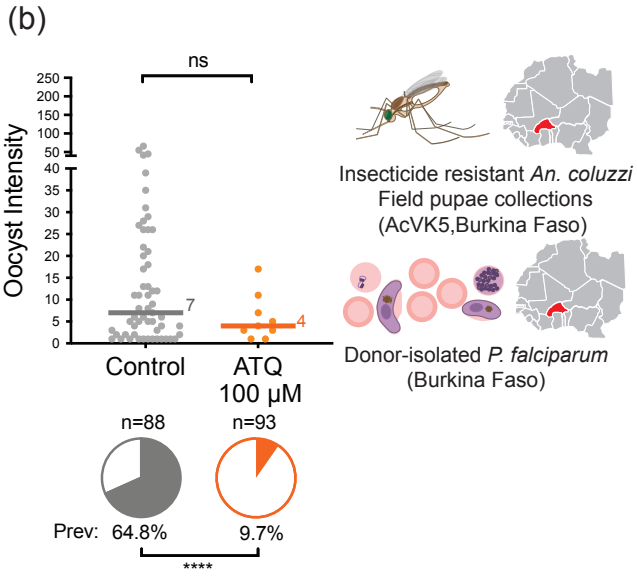 (b)
ns
Oocyst Intensity
250
200
150
100
50
40
35
30
25
20
15
10
5
0
7
4
Control
ATQ
100 µM
n=88
n=93
Prev:
64.8%
9.7%
****
Insecticide resistant An. coluzzi
Field pupae collections
(AcVK5,Burkina Faso)
Donor-isolated P. falciparum
(Burkina Faso)